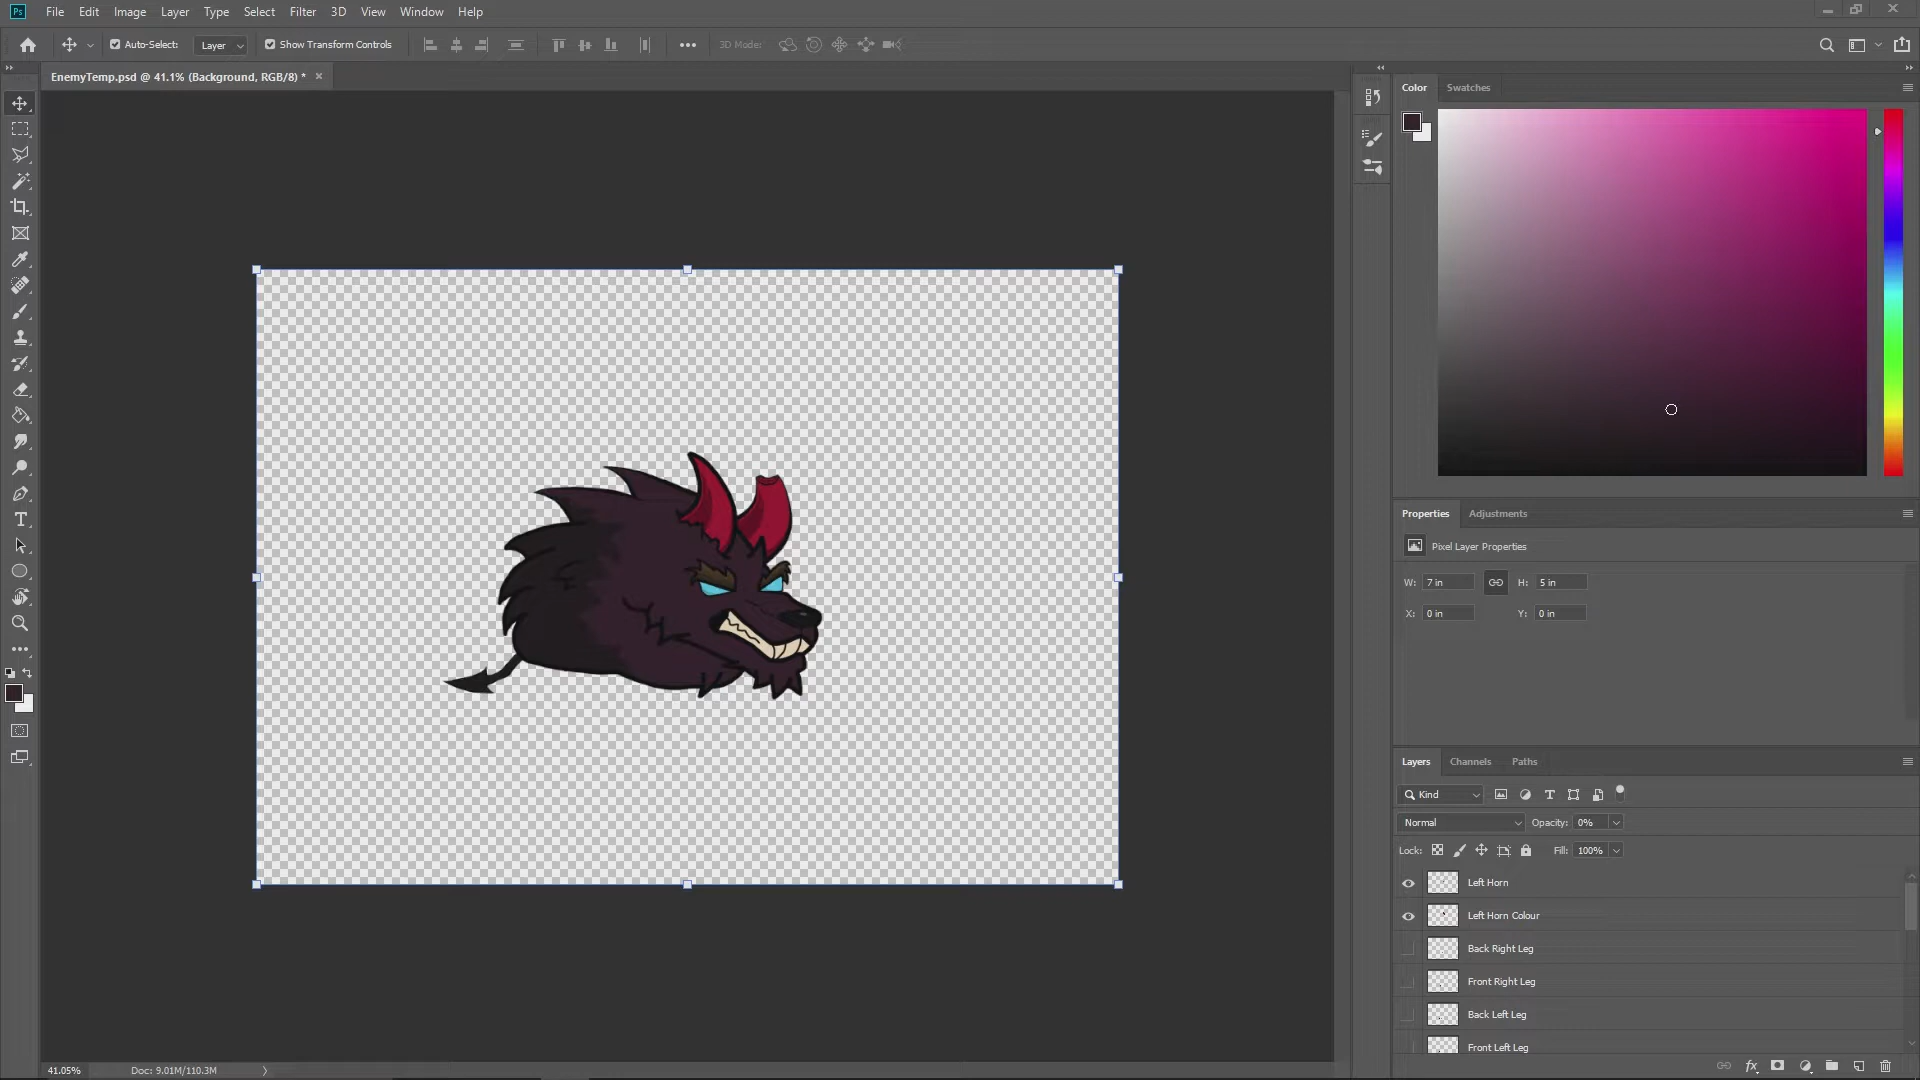 Ps File Edit Image Layer Type Select Filter 3D View Window Help
Auto-Select: Layer Show Transform Controls 3D Mode:
EnemyTemp.psd @ 41.1% (Background, RGB/8) *
Color Swatches
Properties Adjustments
Pixel Layer Properties
W: 7 in H: 5 in
X: 0 in Y: 0 in
Layers Channels Paths
Kind
Normal Opacity: 0%
Lock: Fill: 100%
Left Horn
Left Horn Colour
Back Right Leg
Front Right Leg
Back Left Leg
Front Left Leg
41.05% Doc: 9.01M/110.3M